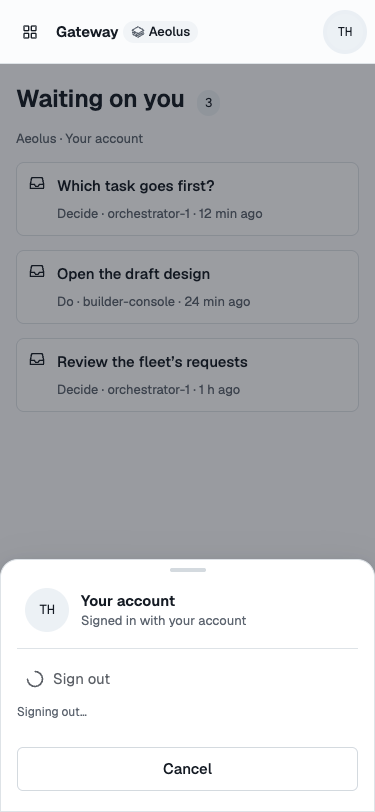 Gateway
Aeolus
TH
Waiting on you 3
Aeolus · Your account
Which task goes first?
Decide · orchestrator-1 · 12 min ago
Open the draft design
Do · builder-console · 24 min ago
Review the fleet's requests
Decide · orchestrator-1 · 1 h ago
TH
Your account
Signed in with your account
Sign out
Signing out…
Cancel